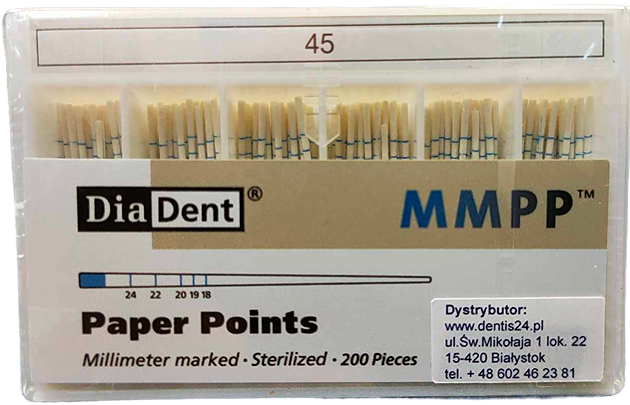 45
DiaDent®
MMPP™
24 22 20 19 18
Paper Points
Millimeter marked · Sterilized · 200 Pieces
Dystrybutor:
www.dentis24.pl
ul.Św.Mikołaja 1 lok. 22
15-420 Białystok
tel. + 48 602 46 23 81